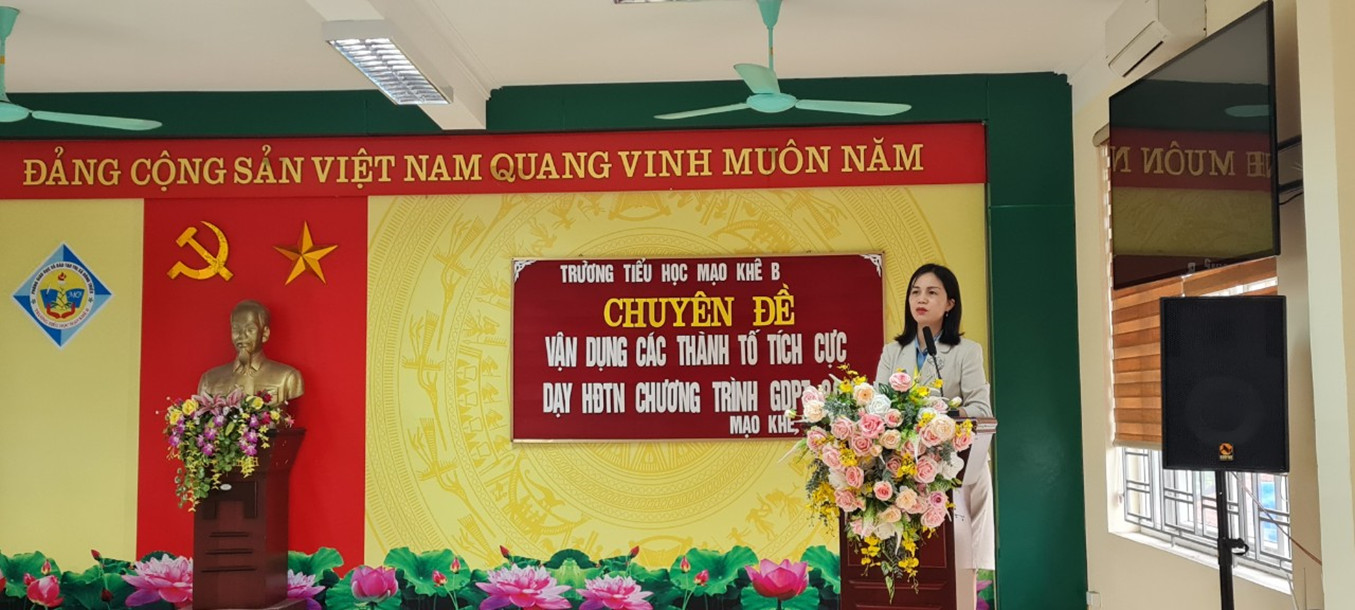 ĐẢNG CỘNG SẢN VIỆT NAM QUANG VINH MUÔN NĂM
TRƯỜNG TIỂU HỌC MẠO KHÊ B
CHUYÊN ĐỀ
VẬN DỤNG CÁC THÀNH TỐ TÍCH CỰC
DẠY HĐTN CHƯƠNG TRÌNH GDPT
MẠO KHÊ,